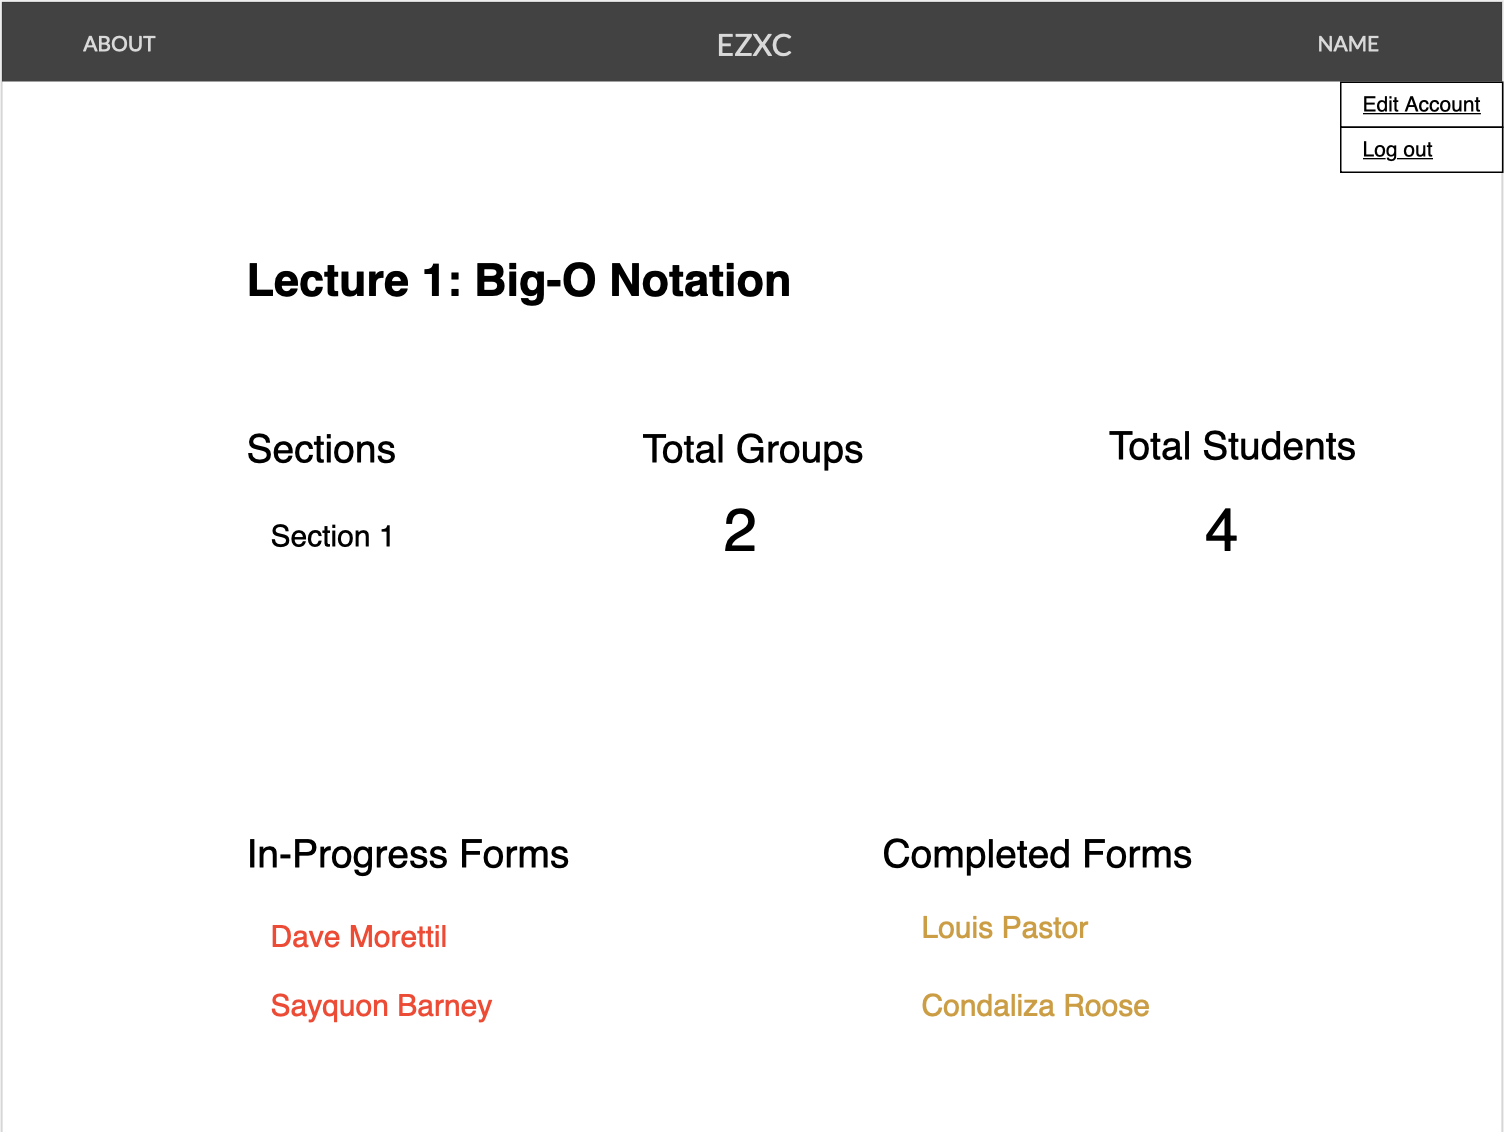 ABOUT
EZXC
NAME
Edit Account
Log out
Lecture 1: Big-O Notation
Sections
Total Groups
Total Students
Section 1
2
4
In-Progress Forms
Completed Forms
Dave Morettil
Louis Pastor
Sayquon Barney
Condaliza Roose